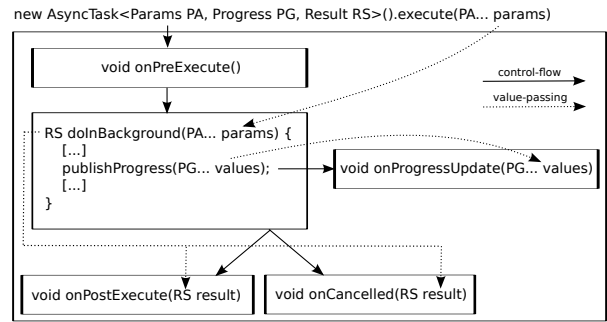 new AsyncTask<Params PA, Progress PG, Result RS>().execute(PA... params)
void onPreExecute()
control-flow
value-passing
RS doInBackground(PA... params) {
[...]
publishProgress(PG... values);
[...]
}
void onProgressUpdate(PG... values)
void onPostExecute(RS result)
void onCancelled(RS result)